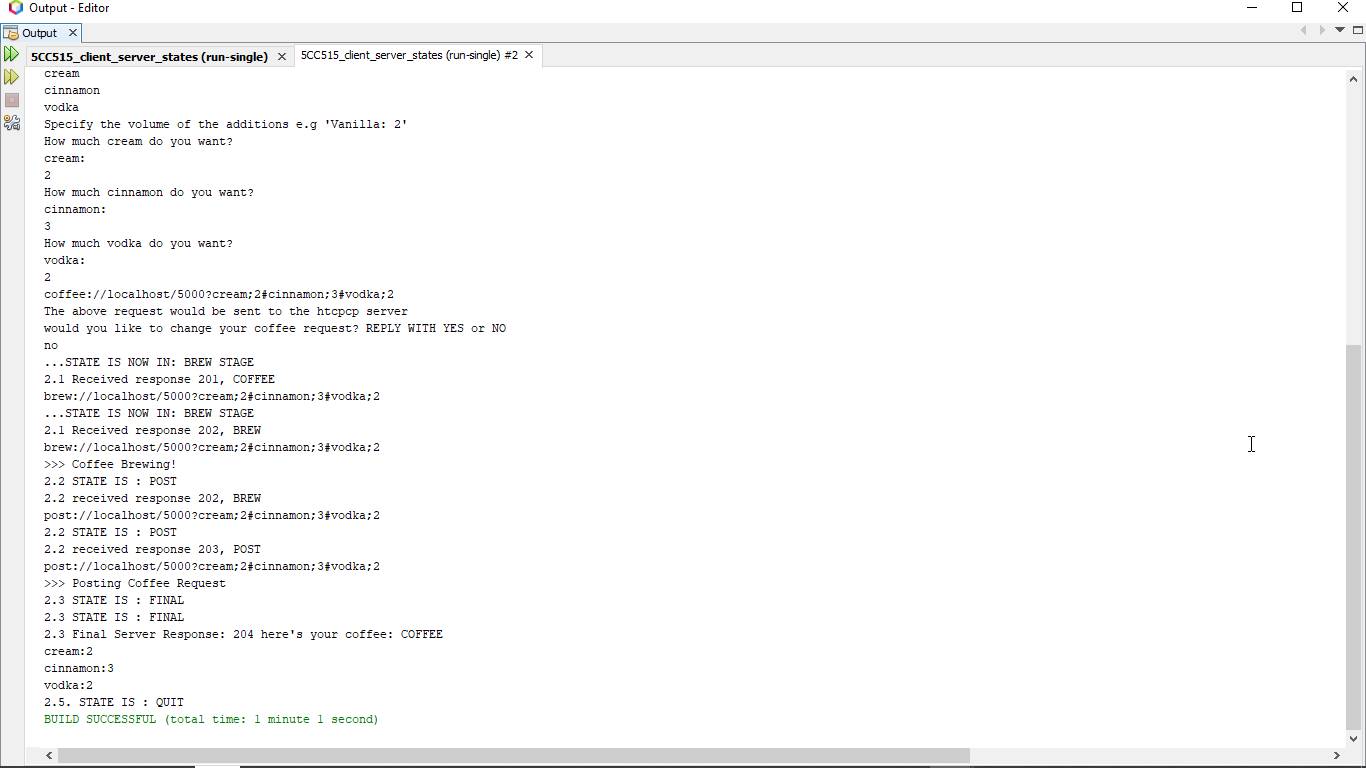 Output - Editor
Output
5CC515_client_server_states (run-single)
5CC515_client_server_states (run-single) #2
cream
cinnamon
vodka
Specify the volume of the additions e.g 'Vanilla: 2'
How much cream do you want?
cream:
2
How much cinnamon do you want?
cinnamon:
3
How much vodka do you want?
vodka:
2
coffee://localhost/5000?cream;2#cinnamon;3#vodka;2
The above request would be sent to the htcpcp server
would you like to change your coffee request? REPLY WITH YES or NO
no
...STATE IS NOW IN: BREW STAGE
2.1 Received response 201, COFFEE
brew://localhost/5000?cream;2#cinnamon;3#vodka;2
...STATE IS NOW IN: BREW STAGE
2.1 Received response 202, BREW
brew://localhost/5000?cream;2#cinnamon;3#vodka;2
>>> Coffee Brewing!
2.2 STATE IS : POST
2.2 received response 202, BREW
post://localhost/5000?cream;2#cinnamon;3#vodka;2
2.2 STATE IS : POST
2.2 received response 203, POST
post://localhost/5000?cream;2#cinnamon;3#vodka;2
>>> Posting Coffee Request
2.3 STATE IS : FINAL
2.3 STATE IS : FINAL
2.3 Final Server Response: 204 here's your coffee: COFFEE
cream:2
cinnamon:3
vodka:2
2.5. STATE IS : QUIT
BUILD SUCCESSFUL (total time: 1 minute 1 second)